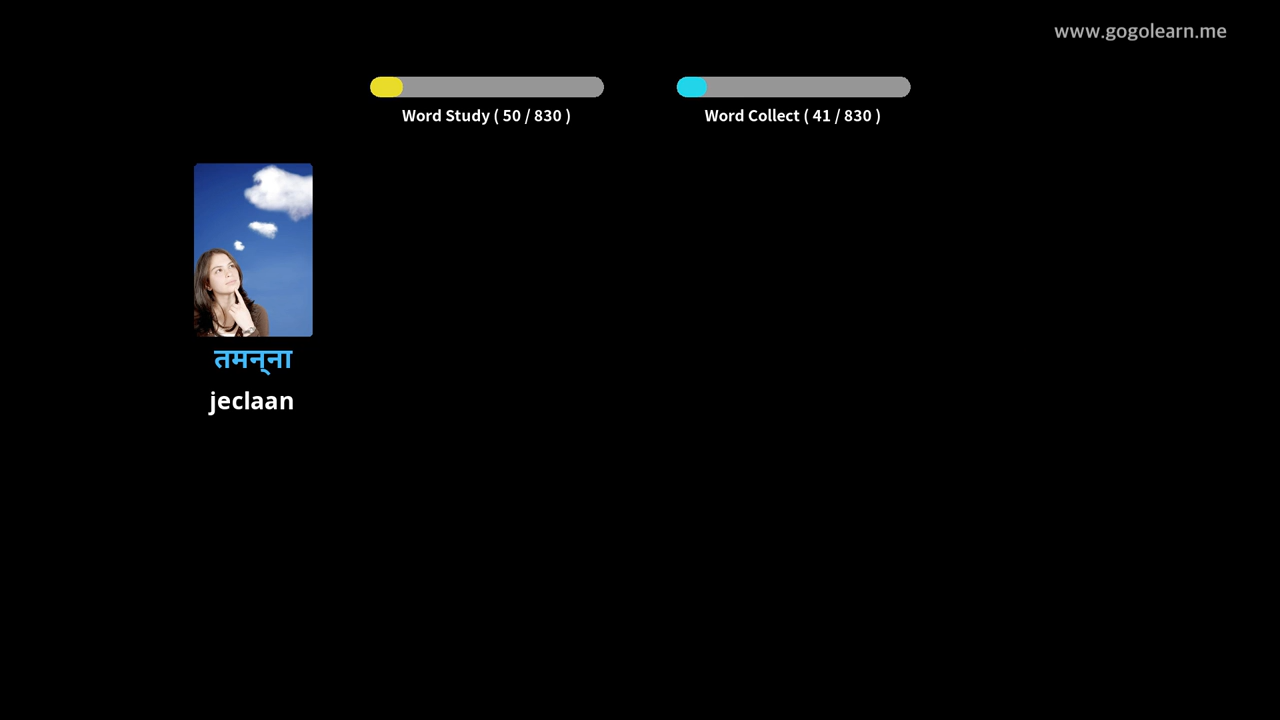 www.gogolearn.me
Word Study ( 50 / 830 )
Word Collect ( 41 / 830 )
तमन्ना
jeclaan